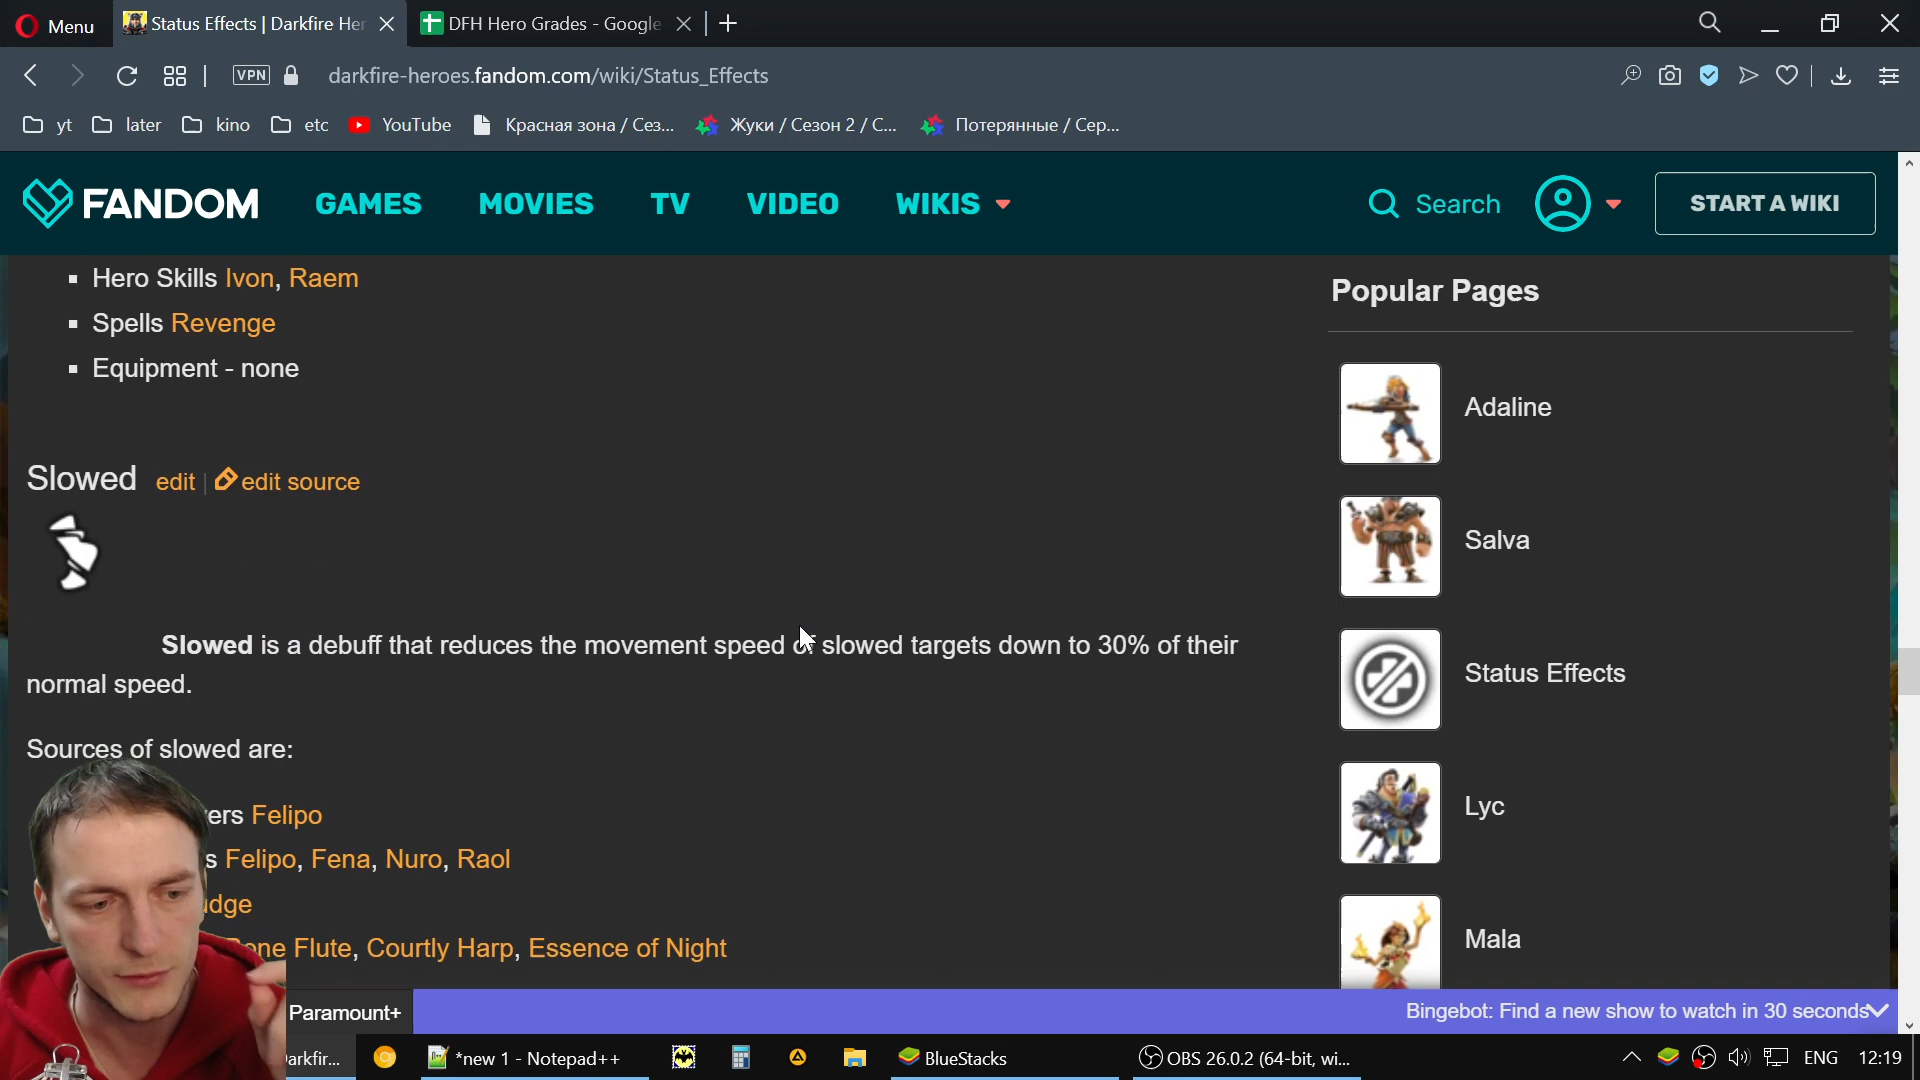 Menu
Status Effects | Darkfire Her
DFH Hero Grades - Google
VPN
darkfire-heroes.fandom.com/wiki/Status_Effects
yt
later
kino
etc
YouTube
Красная зона / Сез...
Жуки / Сезон 2 / С...
Потерянные / Сер...
FANDOM
GAMES
MOVIES
TV
VIDEO
WIKIS
Search
START A WIKI
Hero Skills Ivon, Raem
Spells Revenge
Equipment - none
Slowed edit | edit source
Slowed is a debuff that reduces the movement speed of slowed targets down to 30% of their
normal speed.
Sources of slowed are:
Felipo
Felipo, Fena, Nuro, Raol
Flute, Courtly Harp, Essence of Night
Popular Pages
Adaline
Salva
Status Effects
Lyc
Mala
Paramount+
Bingebot: Find a new show to watch in 30 seconds
arkfir...
*new 1 - Notepad++
BlueStacks
OBS 26.0.2 (64-bit, wi...
ENG
12:19